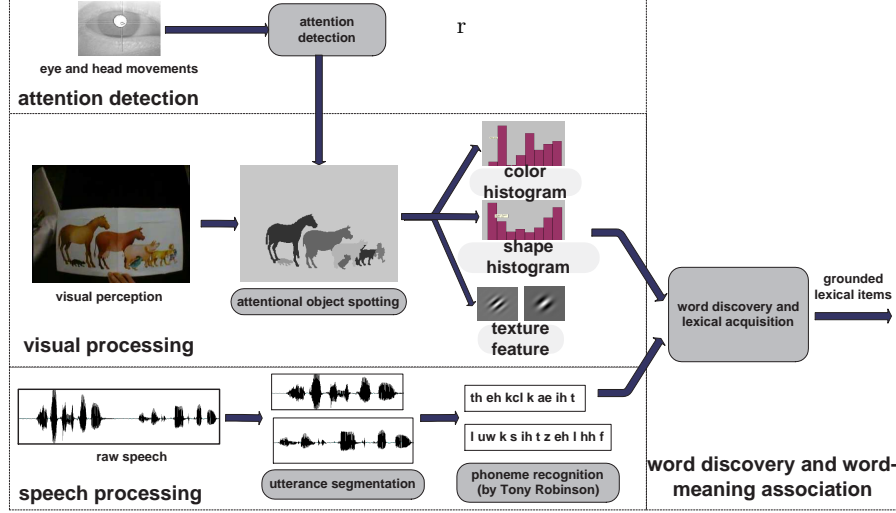 attention
detection
r
eye and head movements
attention detection
color
histogram
shape
histogram
texture
feature
visual perception
attentional object spotting
visual processing
word discovery and
lexical acquisition
grounded
lexical items
th eh kcl k ae ih t
l uw k s ih t z eh l hh f
raw speech
utterance segmentation
phoneme recognition
(by Tony Robinson)
speech processing
word discovery and word-
meaning association